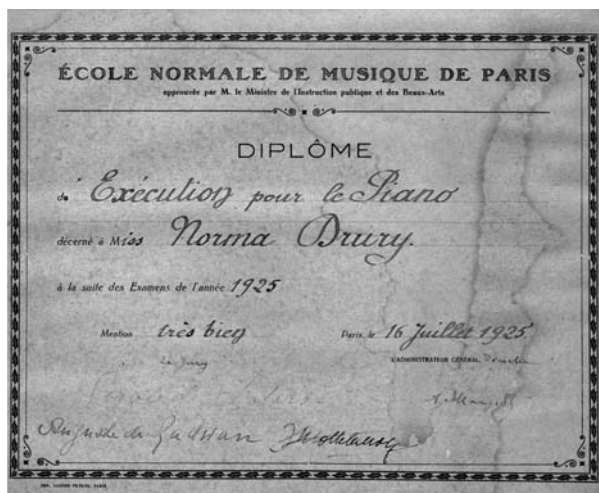 ÉCOLE NORMALE DE MUSIQUE DE PARIS
approuvée par M. le Ministre de l'Instruction publique et des Beaux-Arts
DIPLÔME
de Exécution pour le Piano
décerné à Miss Norma Drury.
à la suite des Examens de l'année 1925
Mention très bien Paris, le 16 Juillet 1925.
Le Jury L'ADMINISTRATEUR GÉNÉRAL,
A. Mangeot